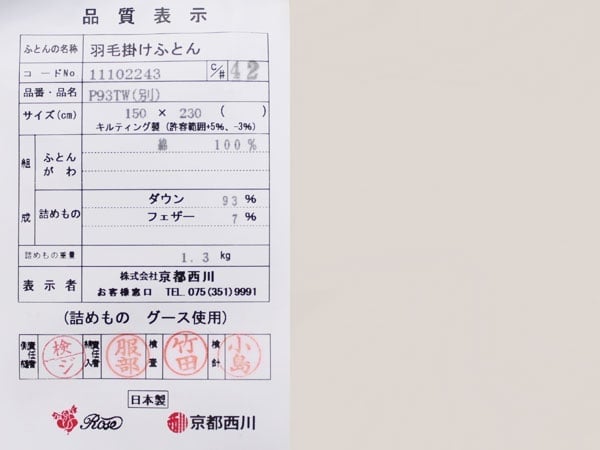 品質表示
ふとんの名称 羽毛掛けふとん
コードNo 11102243 C/# 42
品番・品名 P93TW(別)
サイズ(cm) 150 × 230 ( )
キルティング製 (許容範囲+5%、-3%)
組成 ふとんがわ 綿 100%
詰めもの ダウン 93%
フェザー 7%
詰めもの重量 1.3 kg
表示者 株式会社京都西川
お客様窓口 TEL.075(351)9991
(詰めもの グース使用)
検ジ 服部 検査 竹田 検針 小島
日本製
Rose 京都西川